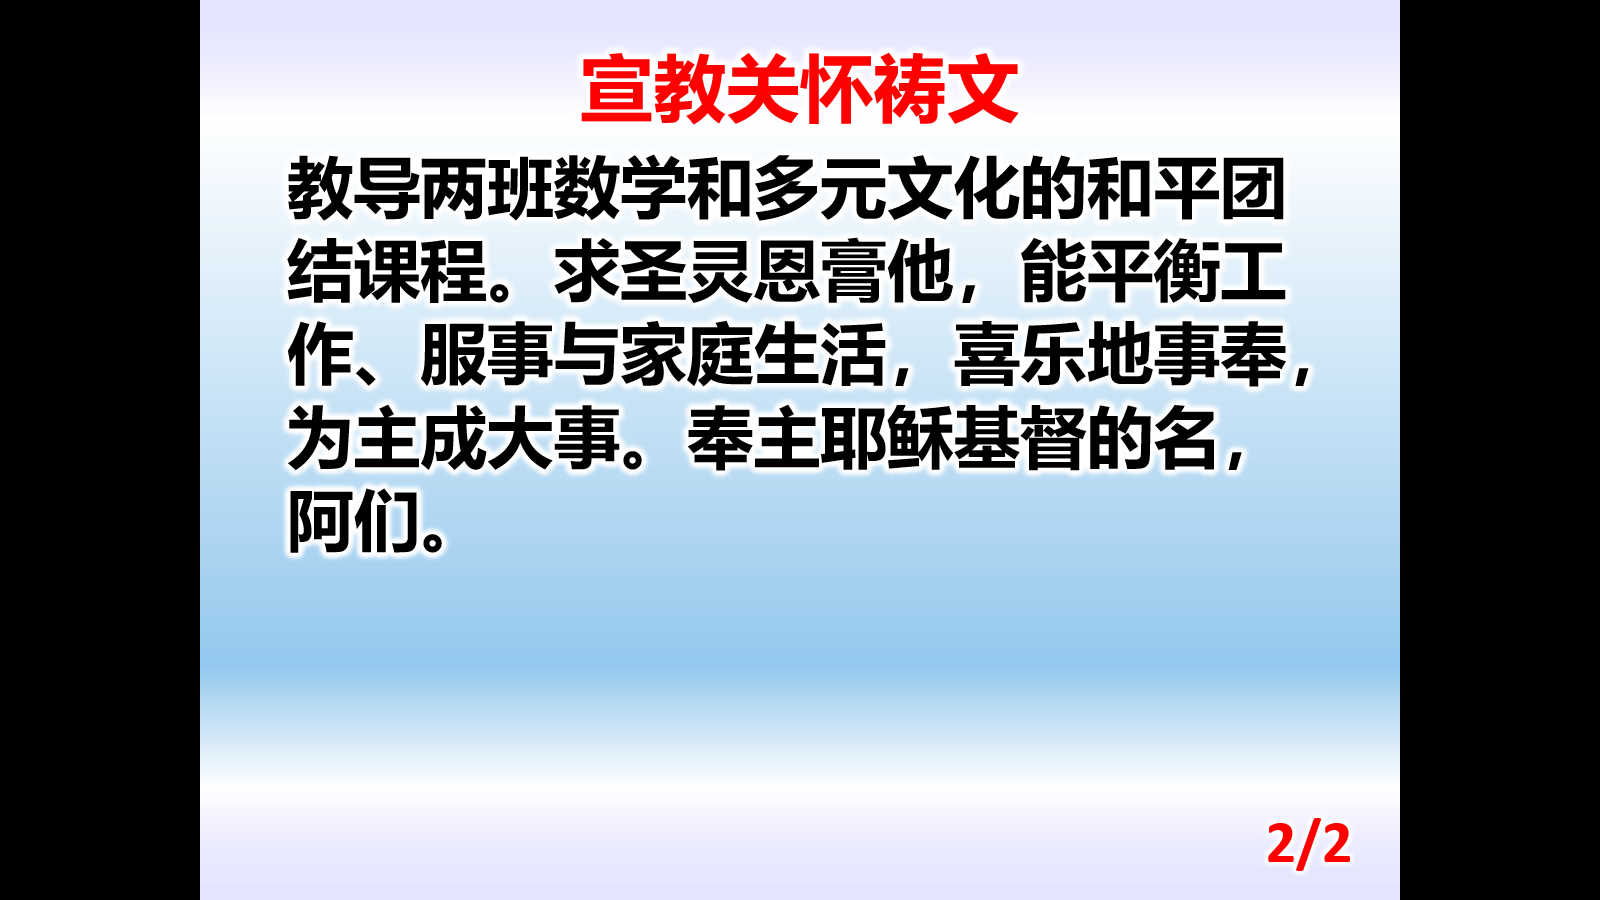 宣教关怀祷文
教导两班数学和多元文化的和平团
结课程。求圣灵恩膏他，能平衡工
作、服事与家庭生活，喜乐地事奉，
为主成大事。奉主耶稣基督的名，
阿们。
2/2